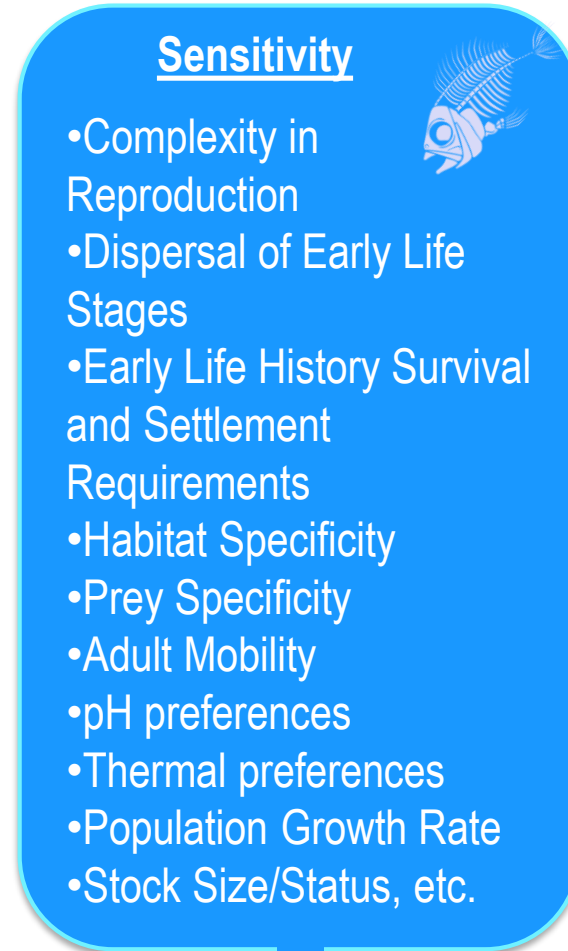 Sensitivity
•Complexity in
Reproduction
•Dispersal of Early Life
Stages
•Early Life History Survival
and Settlement
Requirements
•Habitat Specificity
•Prey Specificity
•Adult Mobility
•pH preferences
•Thermal preferences
•Population Growth Rate
•Stock Size/Status, etc.